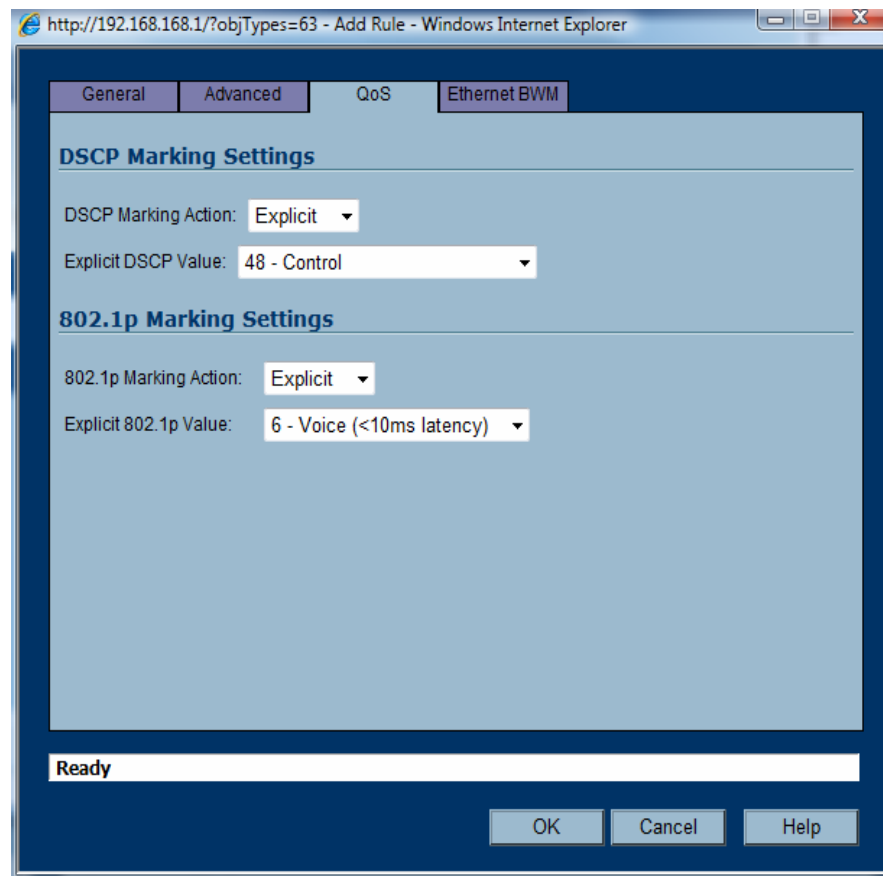 http://192.168.168.1/?objTypes=63 - Add Rule - Windows Internet Explorer
General Advanced QoS Ethernet BWM
DSCP Marking Settings
DSCP Marking Action: Explicit
Explicit DSCP Value: 48 - Control
802.1p Marking Settings
802.1p Marking Action: Explicit
Explicit 802.1p Value: 6 - Voice (<10ms latency)
Ready
OK Cancel Help